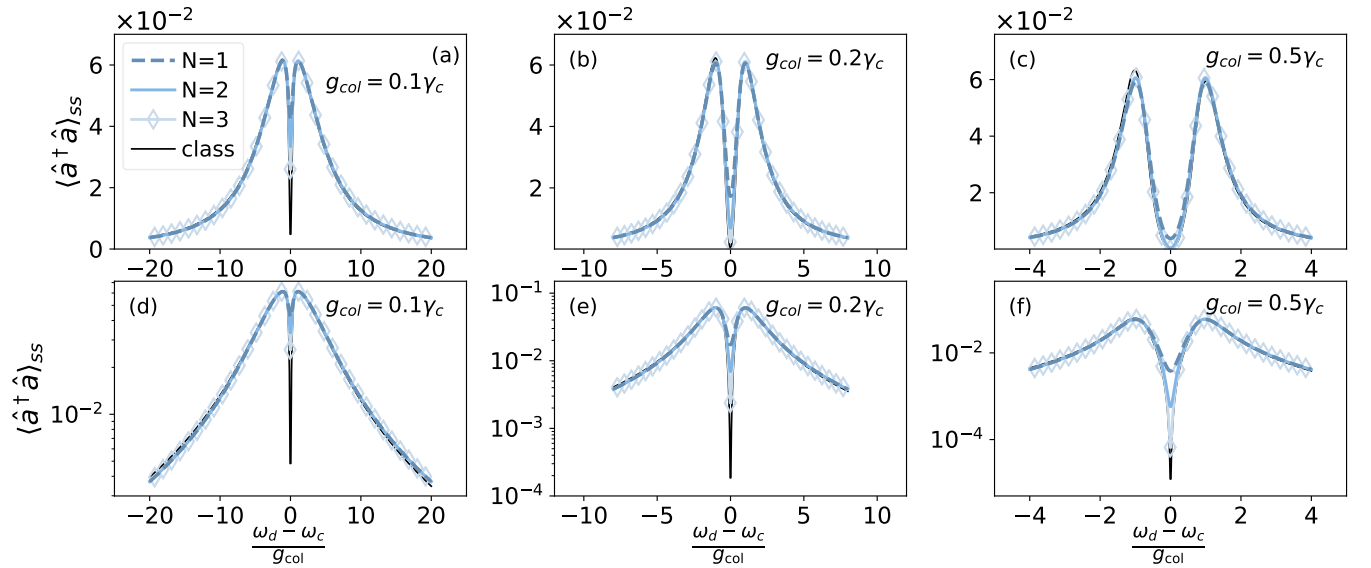 ×10⁻² ×10⁻² ×10⁻²
⟨â†â⟩ss
6 4 2 0
N=1
N=2
N=3
class
(a) g_col = 0.1γ_c
−20 −10 0 10 20
6 4 2
(b) g_col = 0.2γ_c
−10 −5 0 5 10
6 4 2
(c) g_col = 0.5γ_c
−4 −2 0 2 4
⟨â†â⟩ss
10⁻²
(d) g_col = 0.1γ_c
−20 −10 0 10 20
ω_d − ω_c
g_col
10⁻¹
10⁻²
10⁻³
10⁻⁴
(e) g_col = 0.2γ_c
−10 −5 0 5 10
ω_d − ω_c
g_col
10⁻²
10⁻⁴
(f) g_col = 0.5γ_c
−4 −2 0 2 4
ω_d − ω_c
g_col